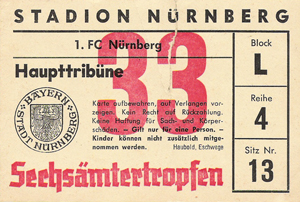 STADION NÜRNBERG
1. FC Nürnberg
Haupttribüne
33
Block
L
Reihe
4
Sitz Nr.
13
BAYERN
STADT NÜRNBERG
Karte aufbewahren, auf Verlangen vorzeigen.
Kein Recht auf Rückzahlung.
Keine Haftung für Sach- und Körperschäden.
– Gilt nur für eine Person. –
Kinder können nicht zusätzlich mitgenommen werden.
Haubold, Eschwege
Sechsämtertropfen